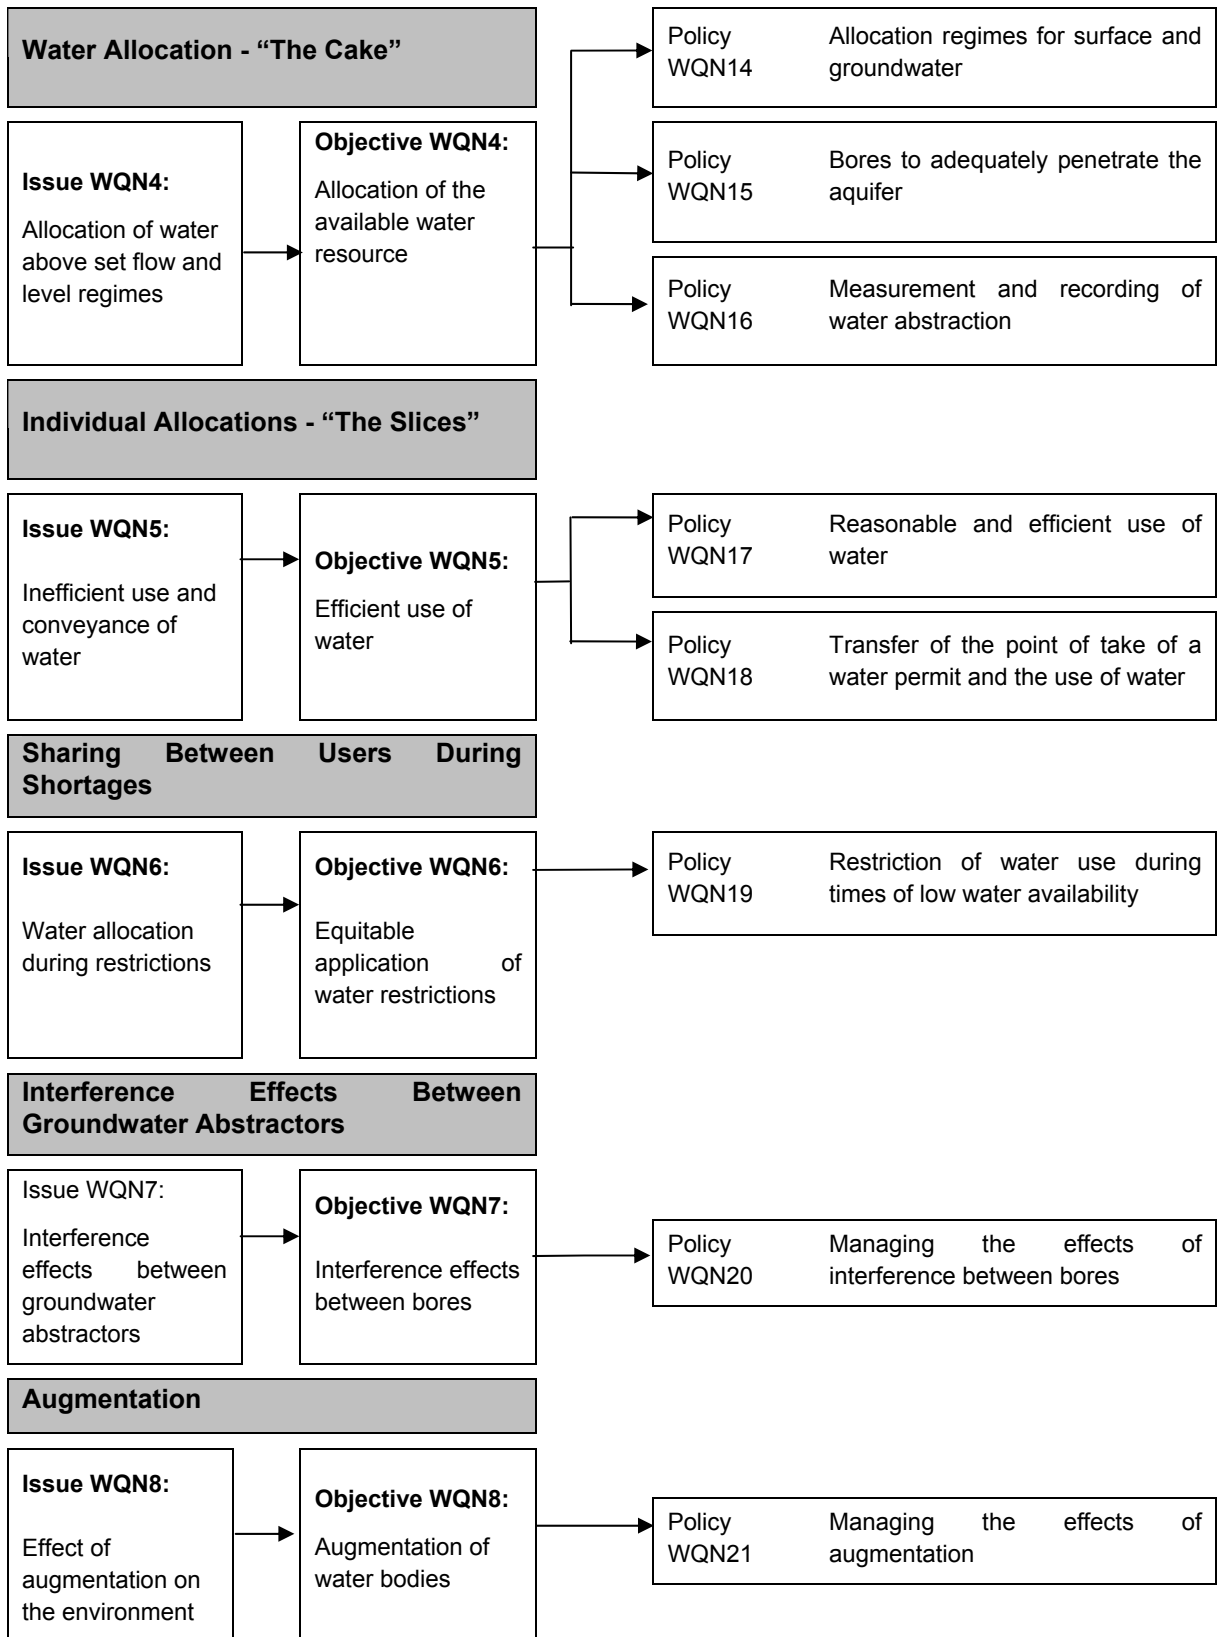 Water Allocation - “The Cake”
Issue WQN4:
Allocation of water
above set flow and
level regimes
Objective WQN4:
Allocation of the
available water
resource
Policy Allocation regimes for surface and
WQN14 groundwater
Policy Bores to adequately penetrate the
WQN15 aquifer
Policy Measurement and recording of
WQN16 water abstraction
Individual Allocations - “The Slices”
Issue WQN5:
Inefficient use and
conveyance of
water
Objective WQN5:
Efficient use of
water
Policy Reasonable and efficient use of
WQN17 water
Policy Transfer of the point of take of a
WQN18 water permit and the use of water
Sharing Between Users During
Shortages
Issue WQN6:
Water allocation
during restrictions
Objective WQN6:
Equitable
application of
water restrictions
Policy Restriction of water use during
WQN19 times of low water availability
Interference Effects Between
Groundwater Abstractors
Issue WQN7:
Interference
effects between
groundwater
abstractors
Objective WQN7:
Interference effects
between bores
Policy Managing the effects of
WQN20 interference between bores
Augmentation
Issue WQN8:
Effect of
augmentation on
the environment
Objective WQN8:
Augmentation of
water bodies
Policy Managing the effects of
WQN21 augmentation